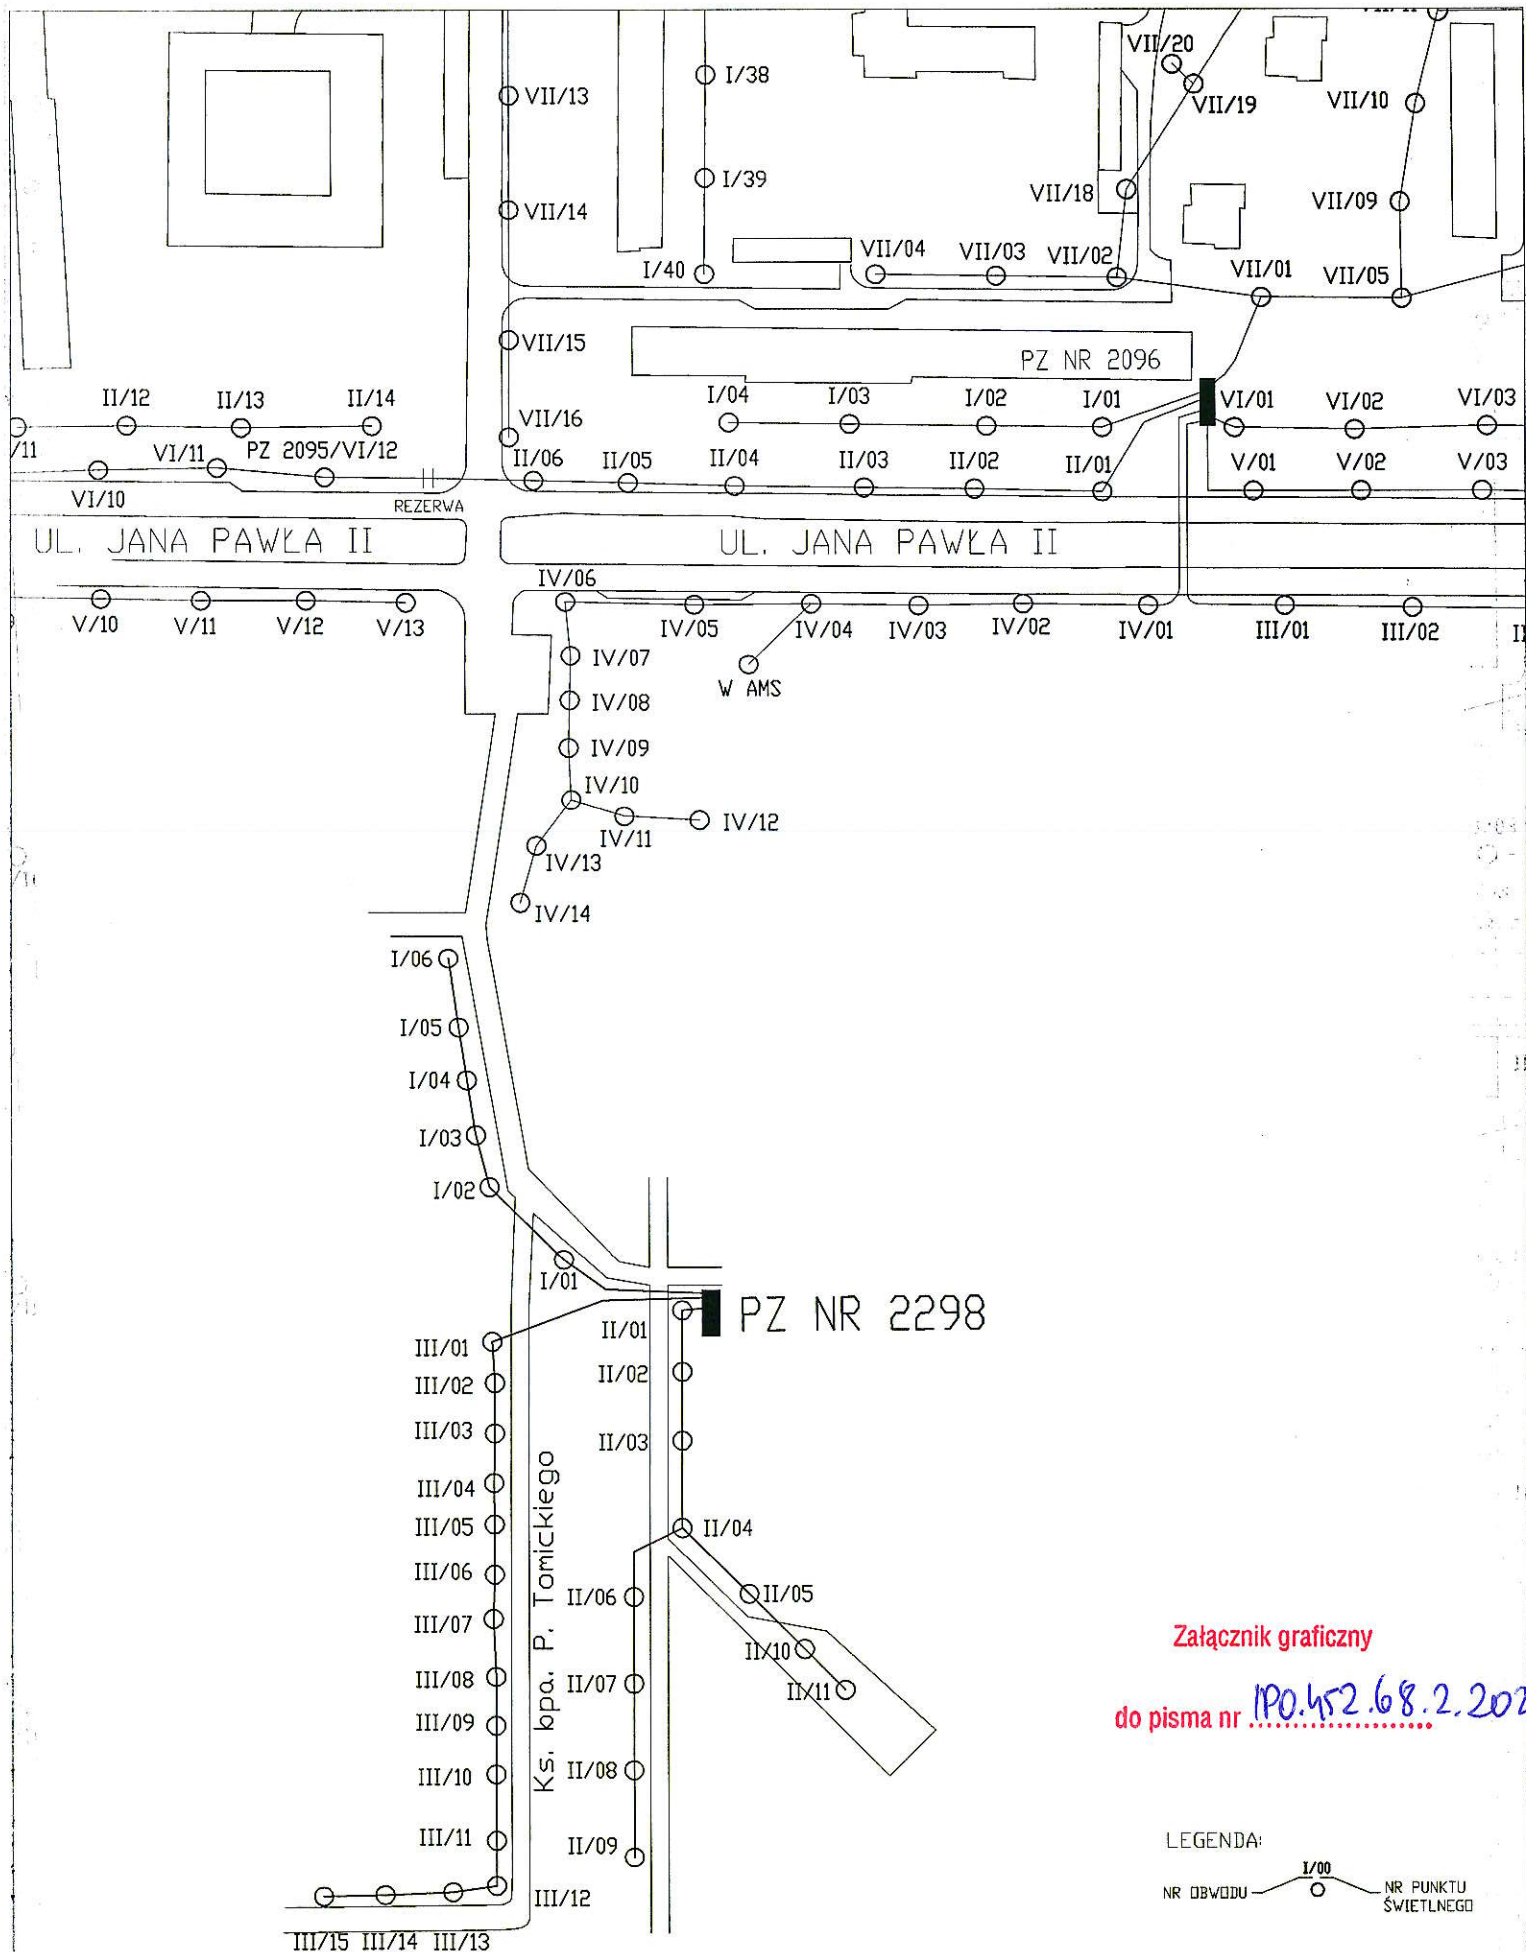 VII/20
I/38
VII/13
VII/19
VII/10
I/39
VII/18
VII/09
VII/14
VII/04
VII/03
VII/02
I/40
VII/01
VII/05
VII/15
PZ NR 2096
II/12
II/13
II/14
I/04
I/03
I/02
I/01
VI/01
VI/02
VI/03
/11
VII/16
VI/11
PZ 2095/VI/12
II/06
II/05
II/04
II/03
II/02
II/01
V/01
V/02
V/03
VI/10
REZERWA
UL. JANA PAWŁA II
UL. JANA PAWŁA II
IV/06
V/10
V/11
V/12
V/13
IV/05
IV/04
IV/03
IV/02
IV/01
III/01
III/02
IV/07
W AMS
IV/08
IV/09
IV/10
IV/12
IV/11
IV/13
IV/14
I/06
I/05
I/04
I/03
I/02
I/01
PZ NR 2298
II/01
III/01
II/02
III/02
III/03
II/03
III/04
Ks. bpa. P. Tomickiego
III/05
II/04
III/06
II/06
II/05
III/07
Załącznik graficzny
II/10
III/08
II/07
II/11
do pisma nr IPO.452.68.2.202
III/09
III/10
II/08
III/11
II/09
LEGENDA:
I/00
NR OBWODU
NR PUNKTU
ŚWIETLNEGO
III/12
III/15
III/14
III/13